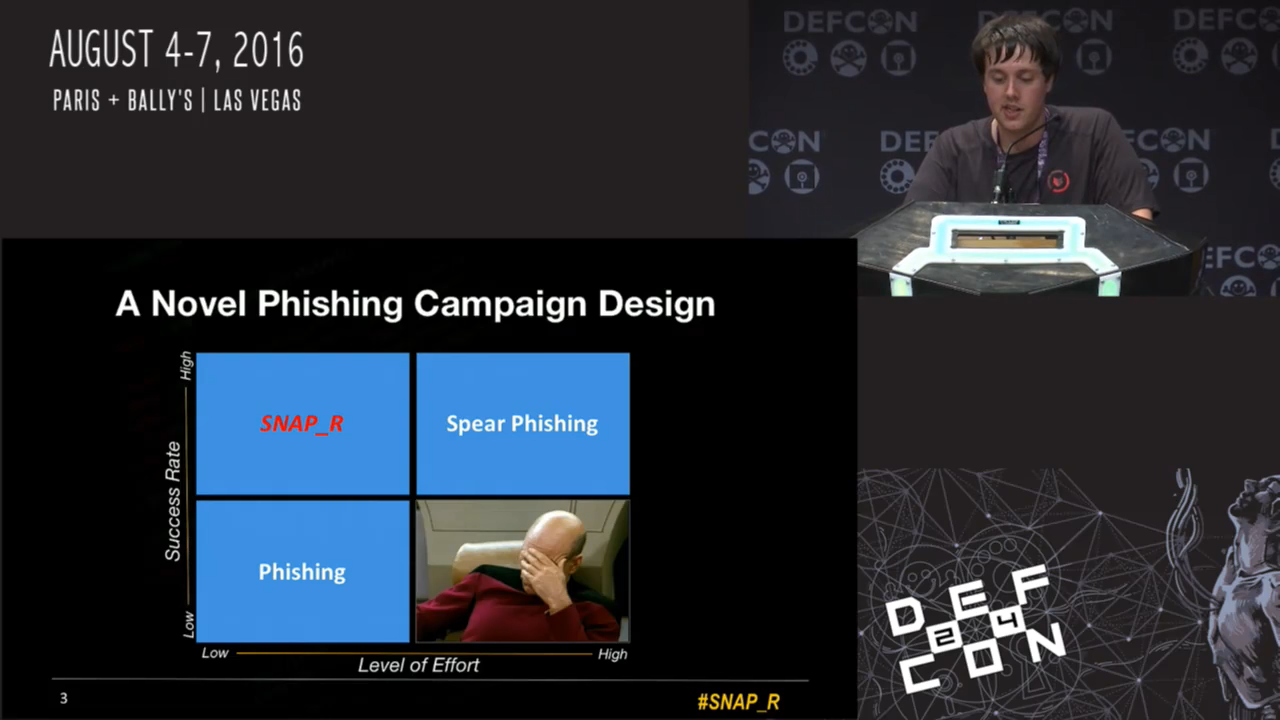 AUGUST 4-7, 2016
PARIS + BALLY'S | LAS VEGAS
DEFCON
DEFCON
A Novel Phishing Campaign Design
High
SNAP_R
Spear Phishing
Success Rate
Phishing
Low
Low
High
Level of Effort
3
#SNAP_R
DEF
24
CON